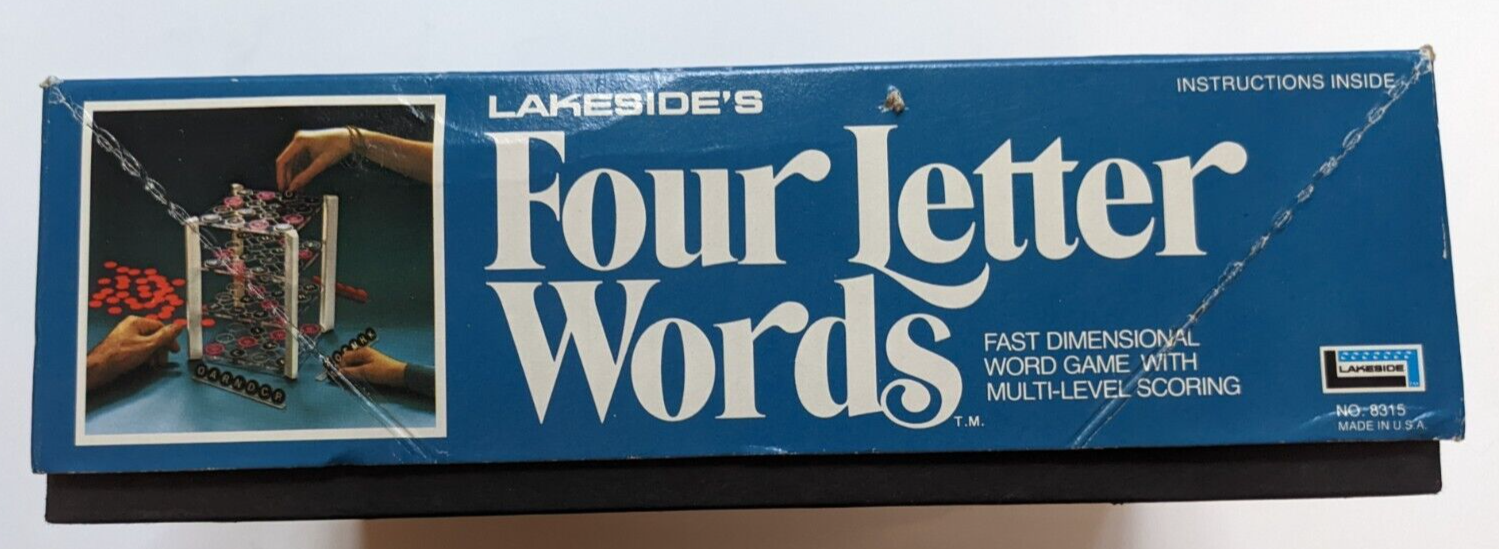 INSTRUCTIONS INSIDE
LAKESIDE'S
Four Letter
Words
T.M.
FAST DIMENSIONAL
WORD GAME WITH
MULTI-LEVEL SCORING
LAKESIDE
NO. 8315
MADE IN U.S.A.